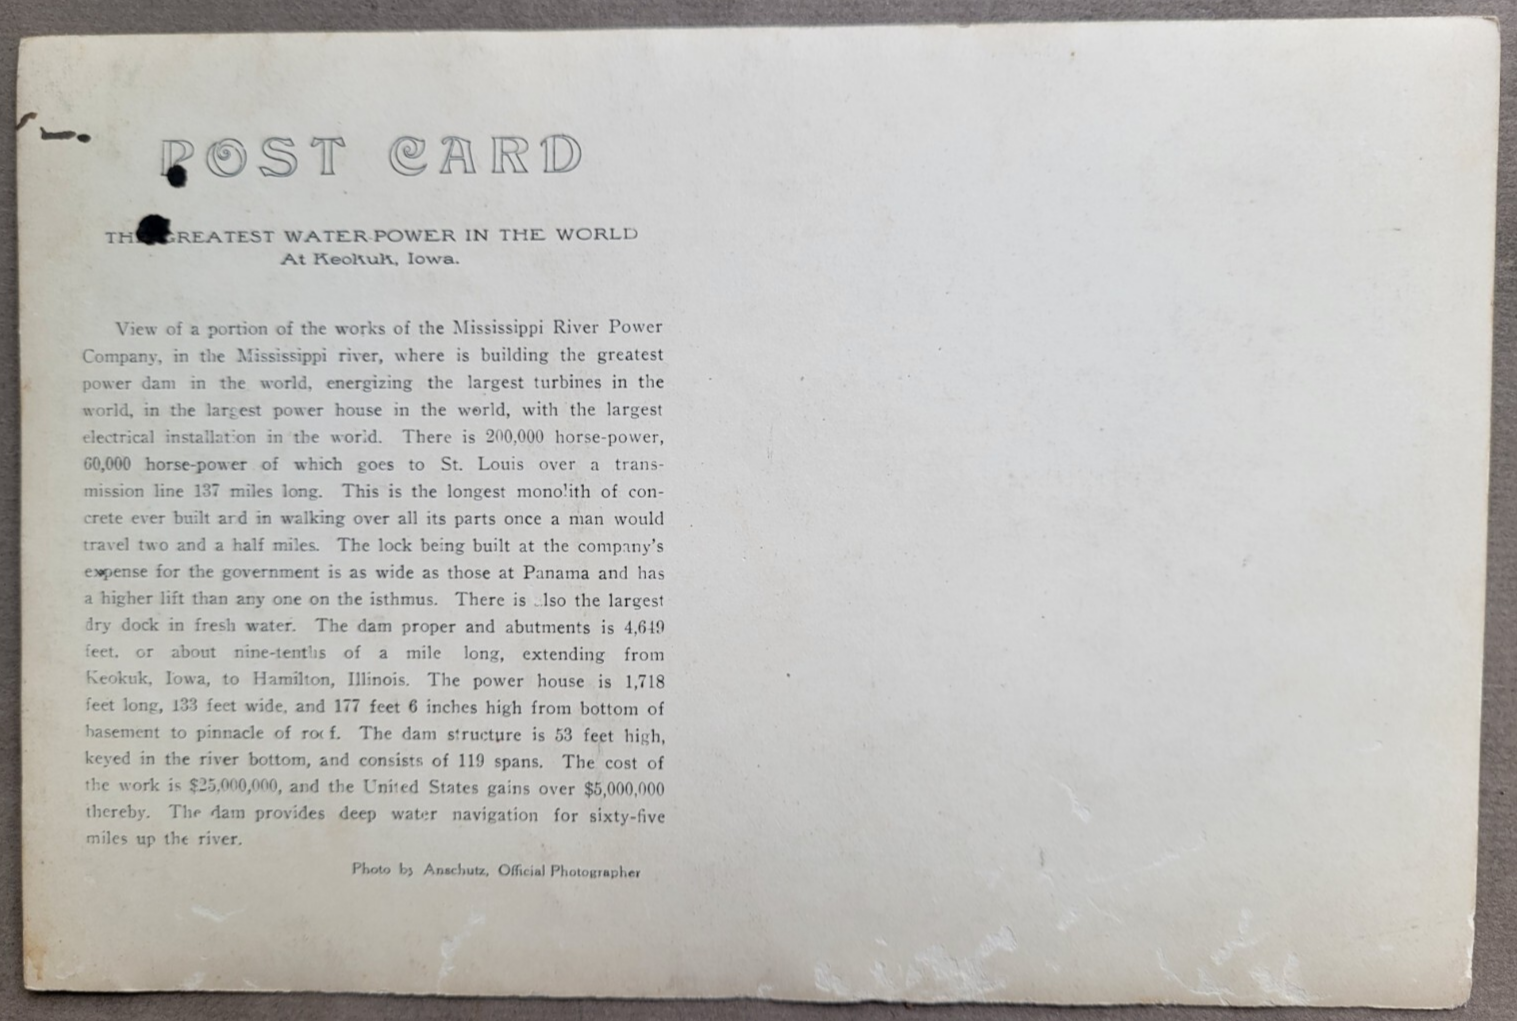 POST CARD
THE GREATEST WATER-POWER IN THE WORLD
At Keokuk, Iowa.
View of a portion of the works of the Mississippi River Power
Company, in the Mississippi river, where is building the greatest
power dam in the world, energizing the largest turbines in the
world, in the largest power house in the world, with the largest
electrical installation in the world. There is 200,000 horse-power,
60,000 horse-power of which goes to St. Louis over a trans-
mission line 137 miles long. This is the longest monolith of con-
crete ever built and in walking over all its parts once a man would
travel two and a half miles. The lock being built at the company's
expense for the government is as wide as those at Panama and has
a higher lift than any one on the isthmus. There is also the largest
dry dock in fresh water. The dam proper and abutments is 4,649
feet, or about nine-tenths of a mile long, extending from
Keokuk, Iowa, to Hamilton, Illinois. The power house is 1,718
feet long, 133 feet wide, and 177 feet 6 inches high from bottom of
basement to pinnacle of roof. The dam structure is 53 feet high,
keyed in the river bottom, and consists of 119 spans. The cost of
the work is $25,000,000, and the United States gains over $5,000,000
thereby. The dam provides deep water navigation for sixty-five
miles up the river.
Photo by Anschutz, Official Photographer